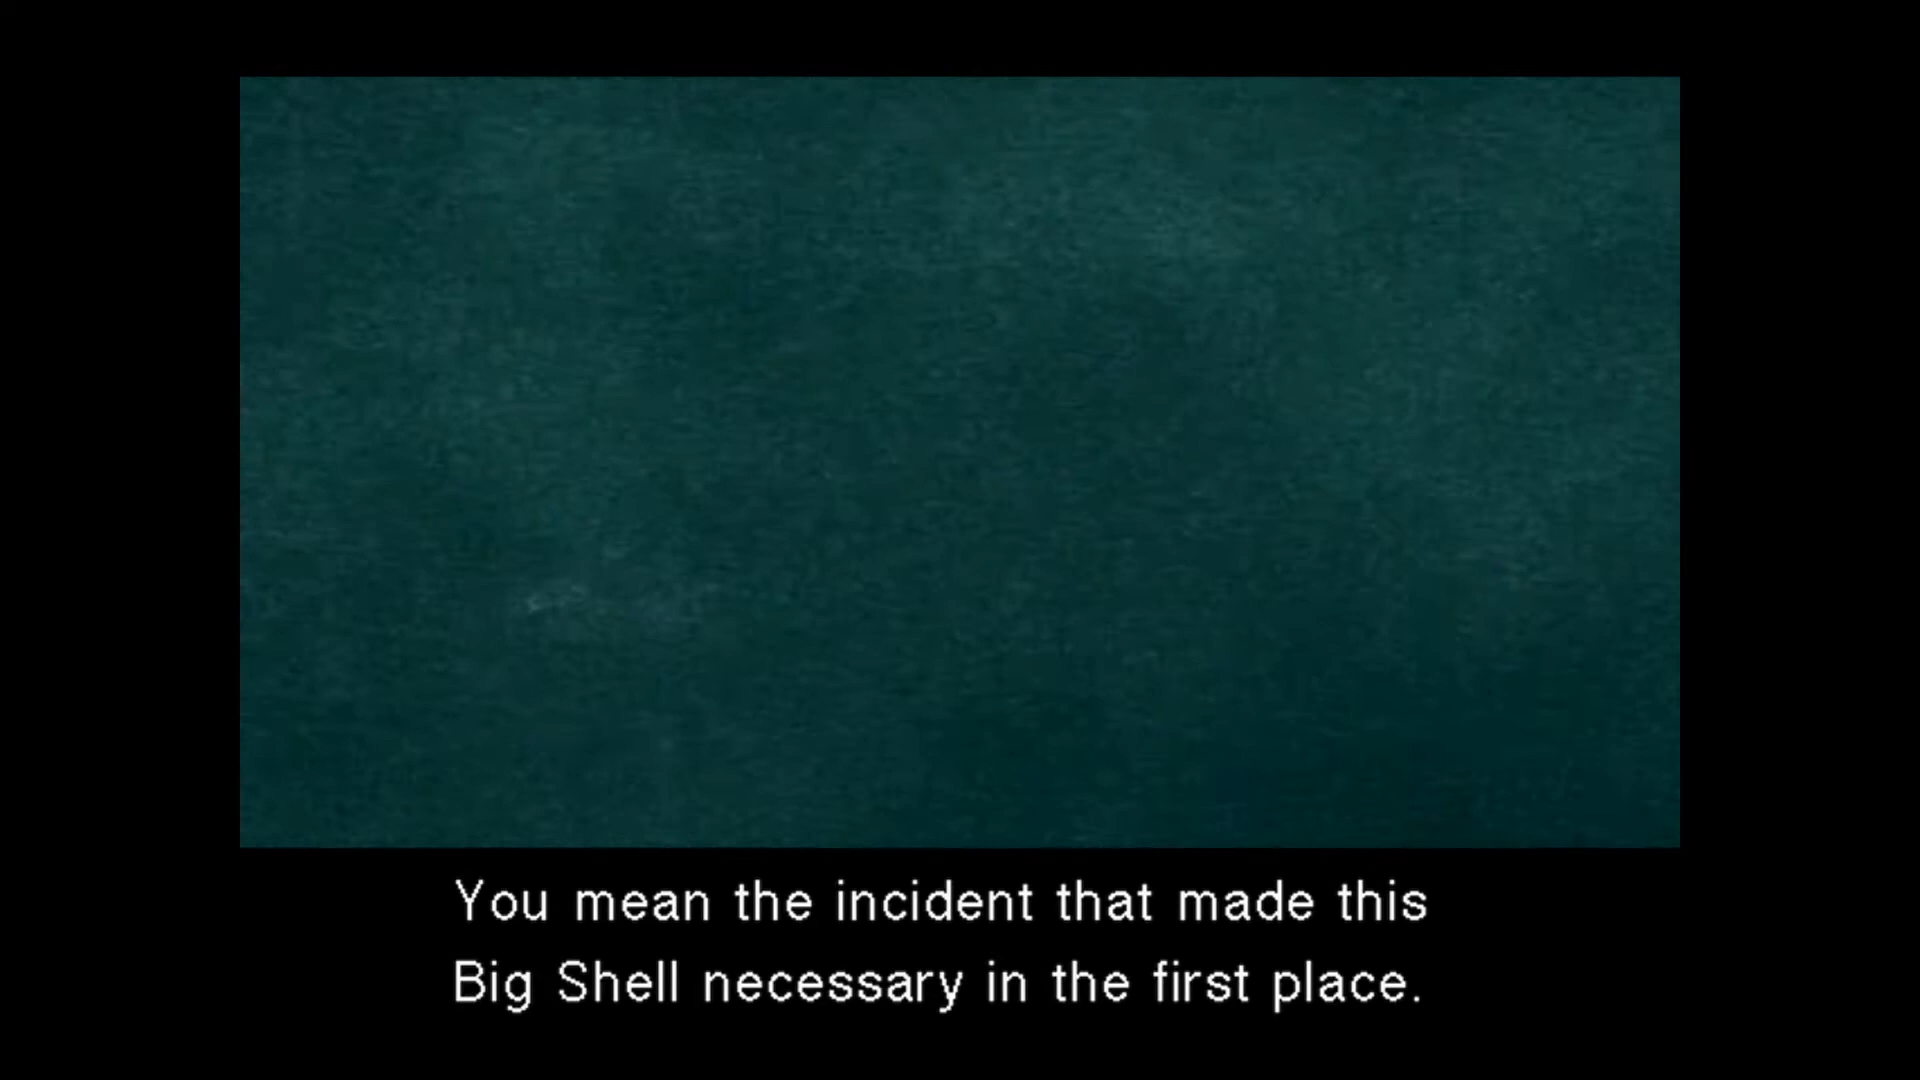 You mean the incident that made this
Big Shell necessary in the first place.